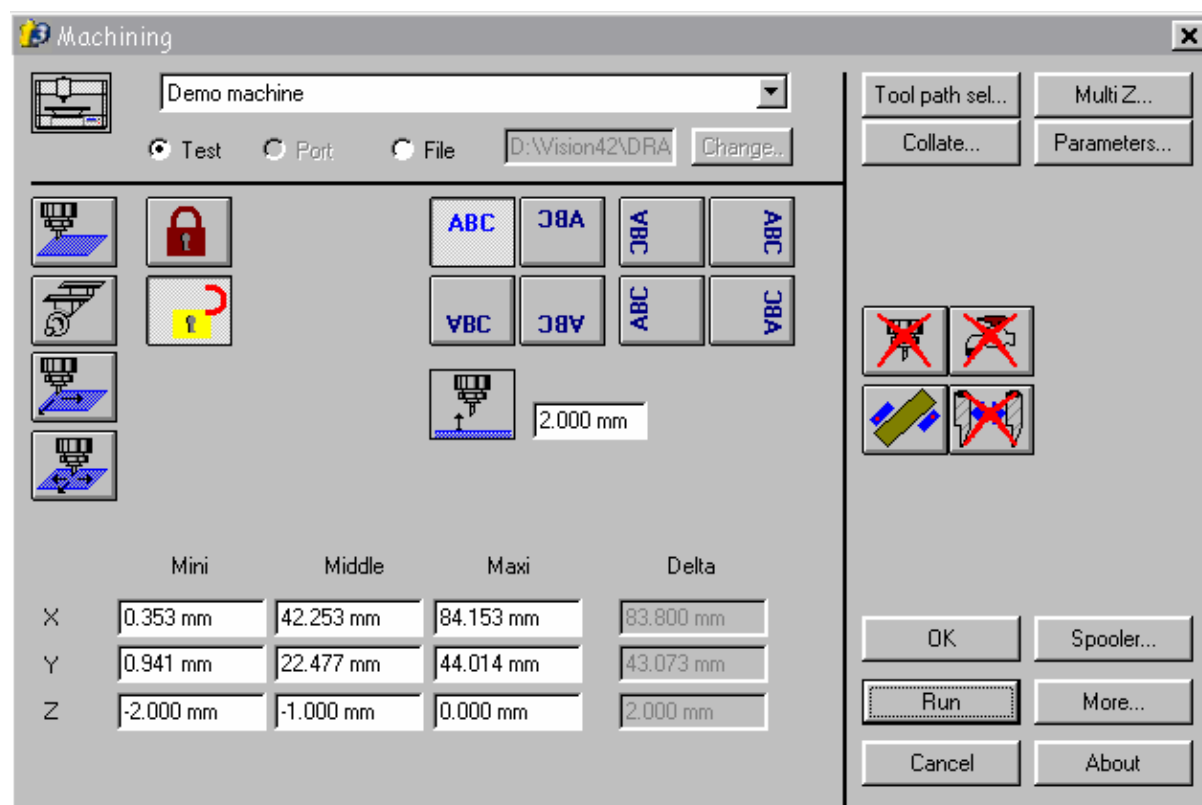 Machining
Demo machine
Tool path sel...
Multi Z...
Test
Port
File
D:\Vision42\DRA
Change..
Collate...
Parameters...
ABC
ABC
ABC
ABC
ABC
ABC
ABC
ABC
2.000 mm
Mini
Middle
Maxi
Delta
X
0.353 mm
42.253 mm
84.153 mm
83.800 mm
Y
0.941 mm
22.477 mm
44.014 mm
43.073 mm
Z
-2.000 mm
-1.000 mm
0.000 mm
2.000 mm
OK
Spooler...
Run
More...
Cancel
About